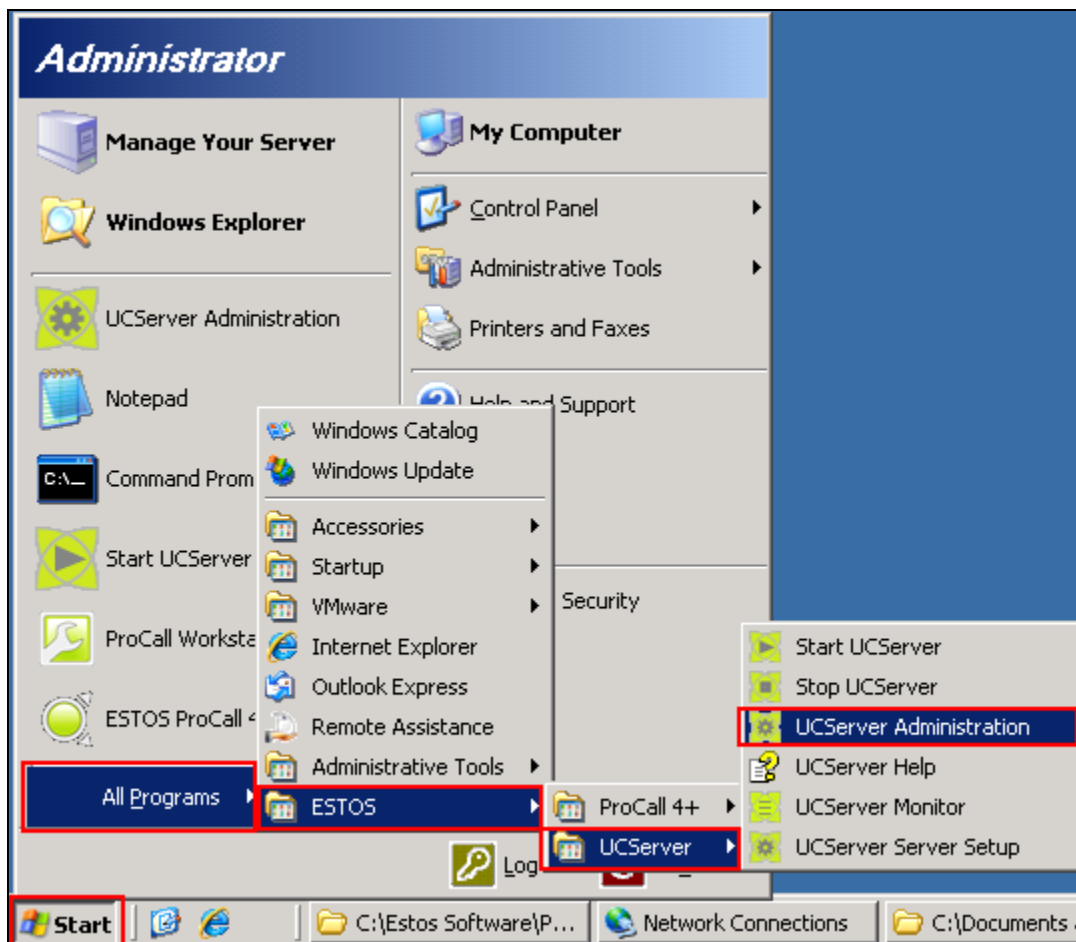 Administrator
Manage Your Server
Windows Explorer
UCServer Administration
Notepad
C:\_
Command Prom
Start UCServer
ProCallWorksta
ESTOS ProCall 4
All Programs
My Computer
Control Panel
Administrative Tools
Printers and Faxes
Help and Support
Security
Windows Catalog
Windows Update
Accessories
Startup
VMware
Internet Explorer
Outlook Express
Remote Assistance
Administrative Tools
ESTOS
ProCall 4+
UCServer
Start UCServer
Stop UCServer
UCServer Administration
UCServer Help
UCServer Monitor
UCServer Server Setup
Log
Start
C:\Estos Software\P...
Network Connections
C:\Documents